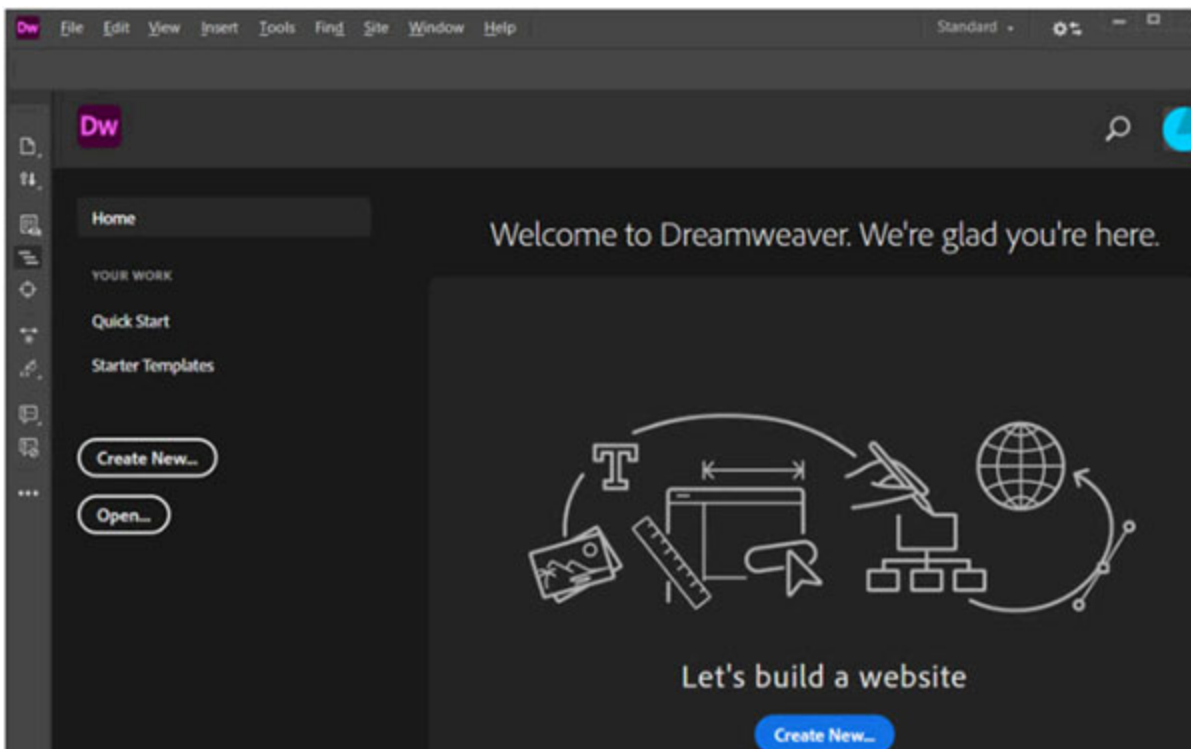 Dw File Edit View Insert Tools Find Site Window Help Standard
Dw
Home
Welcome to Dreamweaver. We're glad you're here.
YOUR WORK
Quick Start
Starter Templates
T
Create New...
Open...
Let's build a website
Create New...